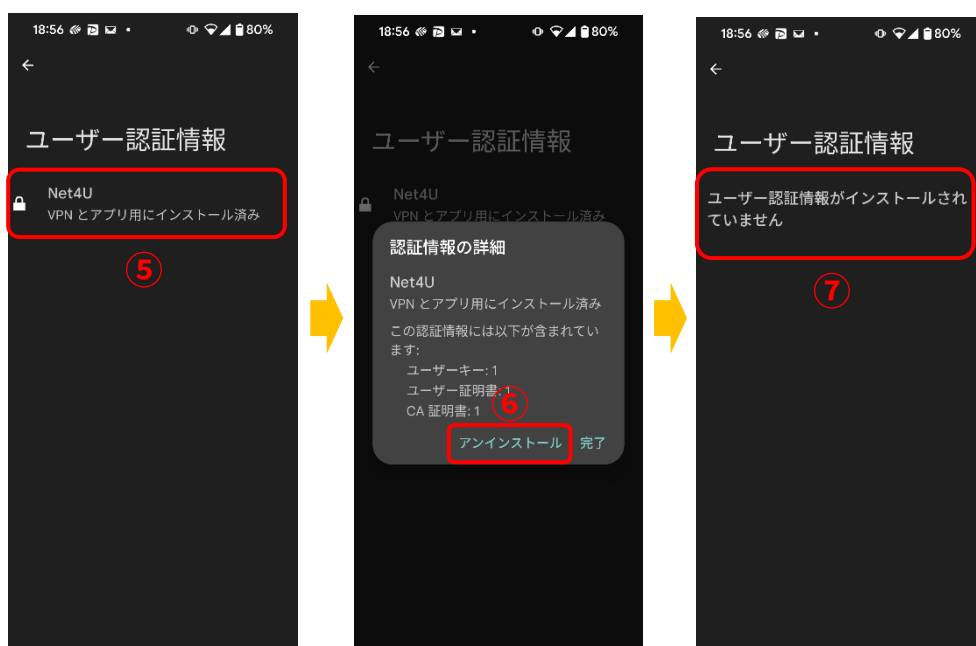 18:56 80%
ユーザー認証情報
Net4U
VPN とアプリ用にインストール済み
⑤
18:56 80%
ユーザー認証情報
Net4U
VPN とアプリ用にインストール済み
認証情報の詳細
Net4U
VPN とアプリ用にインストール済み
この認証情報には以下が含まれてい
ます:
ユーザーキー: 1
ユーザー証明書: 1
CA 証明書: 1
⑥
アンインストール 完了
18:56 80%
ユーザー認証情報
ユーザー認証情報がインストールされ
ていません
⑦